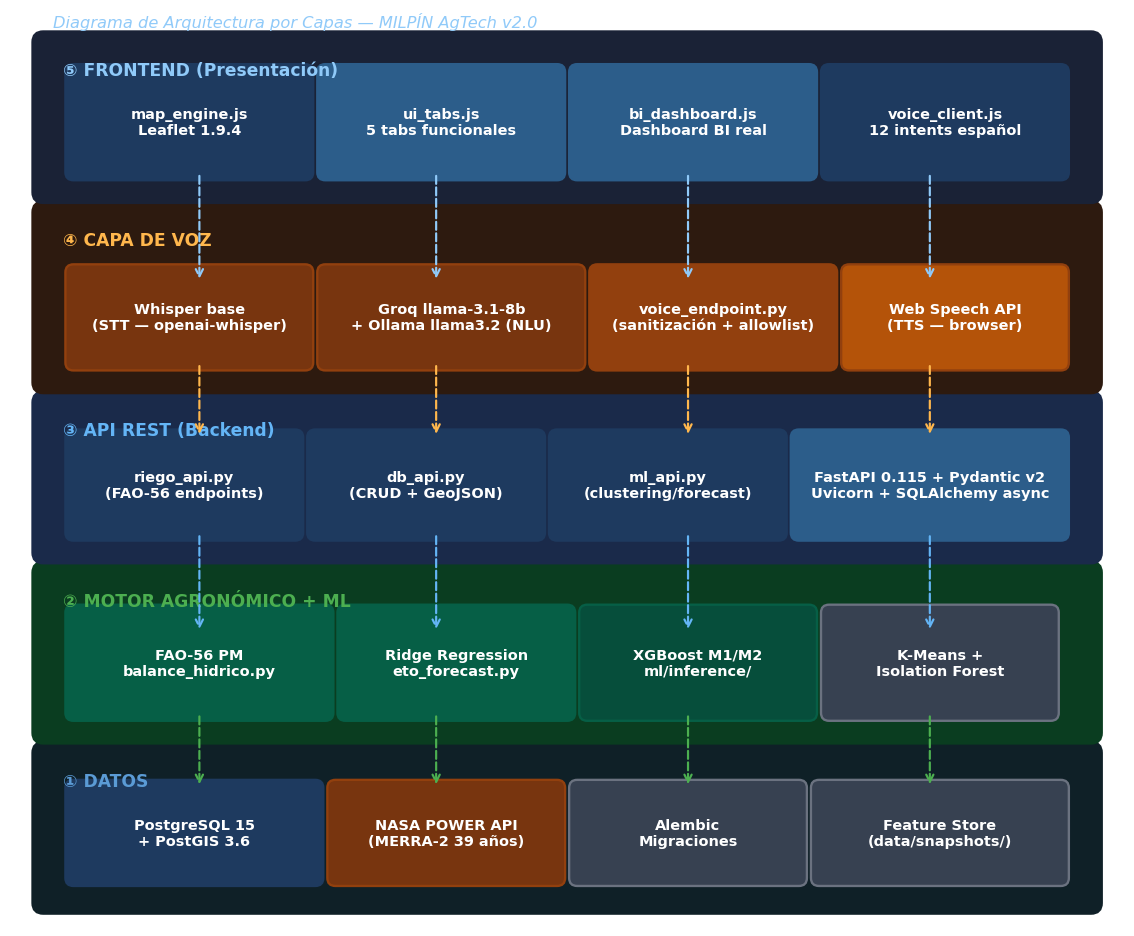 Diagrama de Arquitectura por Capas — MILPÍN AgTech v2.0
⑤ FRONTEND (Presentación)
map_engine.js
Leaflet 1.9.4
ui_tabs.js
5 tabs funcionales
bi_dashboard.js
Dashboard BI real
voice_client.js
12 intents español
④ CAPA DE VOZ
Whisper base
(STT — openai-whisper)
Groq llama-3.1-8b
+ Ollama llama3.2 (NLU)
voice_endpoint.py
(sanitización + allowlist)
Web Speech API
(TTS — browser)
③ API REST (Backend)
riego_api.py
(FAO-56 endpoints)
db_api.py
(CRUD + GeoJSON)
ml_api.py
(clustering/forecast)
FastAPI 0.115 + Pydantic v2
Uvicorn + SQLAlchemy async
② MOTOR AGRONÓMICO + ML
FAO-56 PM
balance_hidrico.py
Ridge Regression
eto_forecast.py
XGBoost M1/M2
ml/inference/
K-Means +
Isolation Forest
① DATOS
PostgreSQL 15
+ PostGIS 3.6
NASA POWER API
(MERRA-2 39 años)
Alembic
Migraciones
Feature Store
(data/snapshots/)